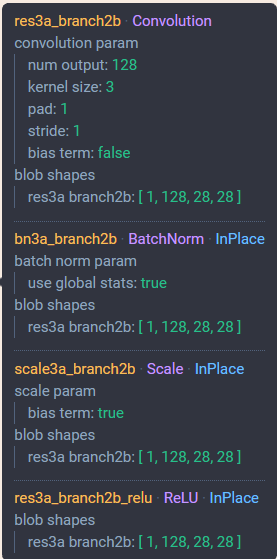 res3a_branch2b · Convolution
convolution param
num output: 128
kernel size: 3
pad: 1
stride: 1
bias term: false
blob shapes
res3a branch2b: [ 1, 128, 28, 28 ]
bn3a_branch2b · BatchNorm · InPlace
batch norm param
use global stats: true
blob shapes
res3a branch2b: [ 1, 128, 28, 28 ]
scale3a_branch2b · Scale · InPlace
scale param
bias term: true
blob shapes
res3a branch2b: [ 1, 128, 28, 28 ]
res3a_branch2b_relu · ReLU · InPlace
blob shapes
res3a branch2b: [ 1, 128, 28, 28 ]